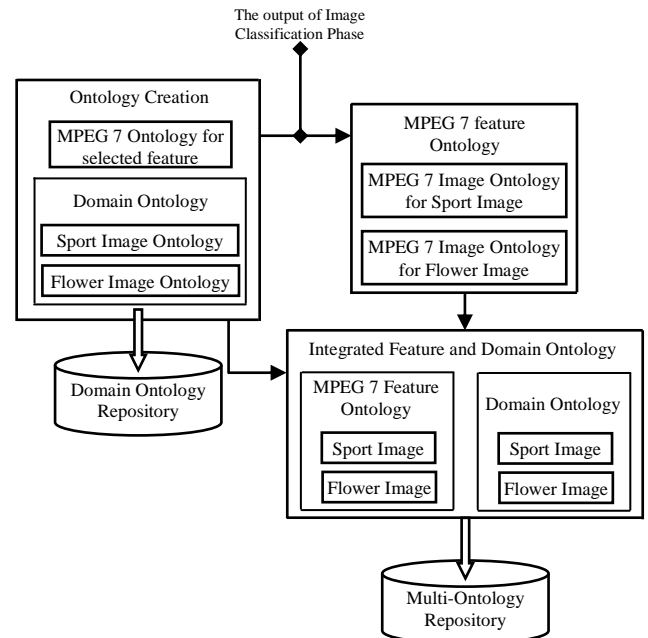 The output of Image
Classification Phase
Ontology Creation
MPEG 7 Ontology for
selected feature
Domain Ontology
Sport Image Ontology
Flower Image Ontology
MPEG 7 feature
Ontology
MPEG 7 Image Ontology
for Sport Image
MPEG 7 Image Ontology
for Flower Image
Domain Ontology
Repository
Integrated Feature and Domain Ontology
MPEG 7 Feature
Ontology
Sport Image
Flower Image
Domain Ontology
Sport Image
Flower Image
Multi-Ontology
Repository